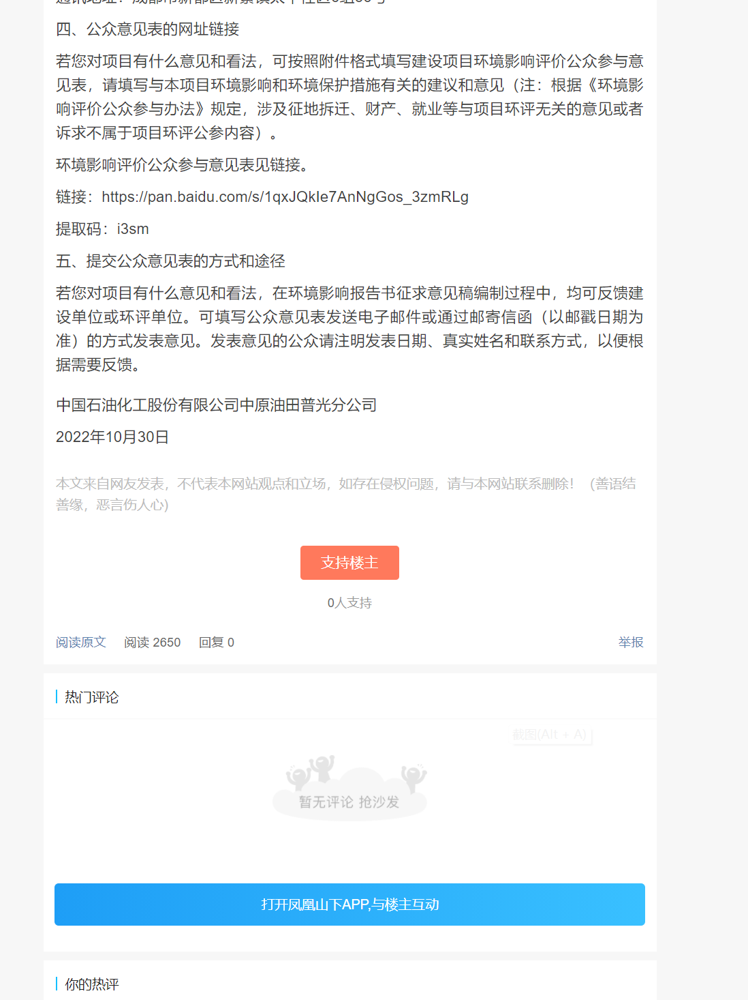 四、公众意见表的网址链接
若您对项目有什么意见和看法，可按照附件格式填写建设项目环境影响评价公众参与意
见表，请填写与本项目环境影响和环境保护措施有关的建议和意见（注：根据《环境影
响评价公众参与办法》规定，涉及征地拆迁、财产、就业等与项目环评无关的意见或者
诉求不属于项目环评公参内容）。
环境影响评价公众参与意见表见链接。
链接：https://pan.baidu.com/s/1qxJQkIe7AnNgGos_3zmRLg
提取码：i3sm
五、提交公众意见表的方式和途径
若您对项目有什么意见和看法，在环境影响报告书征求意见稿编制过程中，均可反馈建
设单位或环评单位。可填写公众意见表发送电子邮件或通过邮寄信函（以邮戳日期为
准）的方式发表意见。发表意见的公众请注明发表日期、真实姓名和联系方式，以便根
据需要反馈。
中国石油化工股份有限公司中原油田普光分公司
2022年10月30日
本文来自网友发表，不代表本网站观点和立场，如存在侵权问题，请与本网站联系删除！（善语结
善缘，恶言伤人心）
支持楼主
0人支持
阅读原文 阅读 2650 回复 0 举报
热门评论
截图(Alt + A)
暂无评论 抢沙发
打开凤凰山下APP,与楼主互动
你的热评